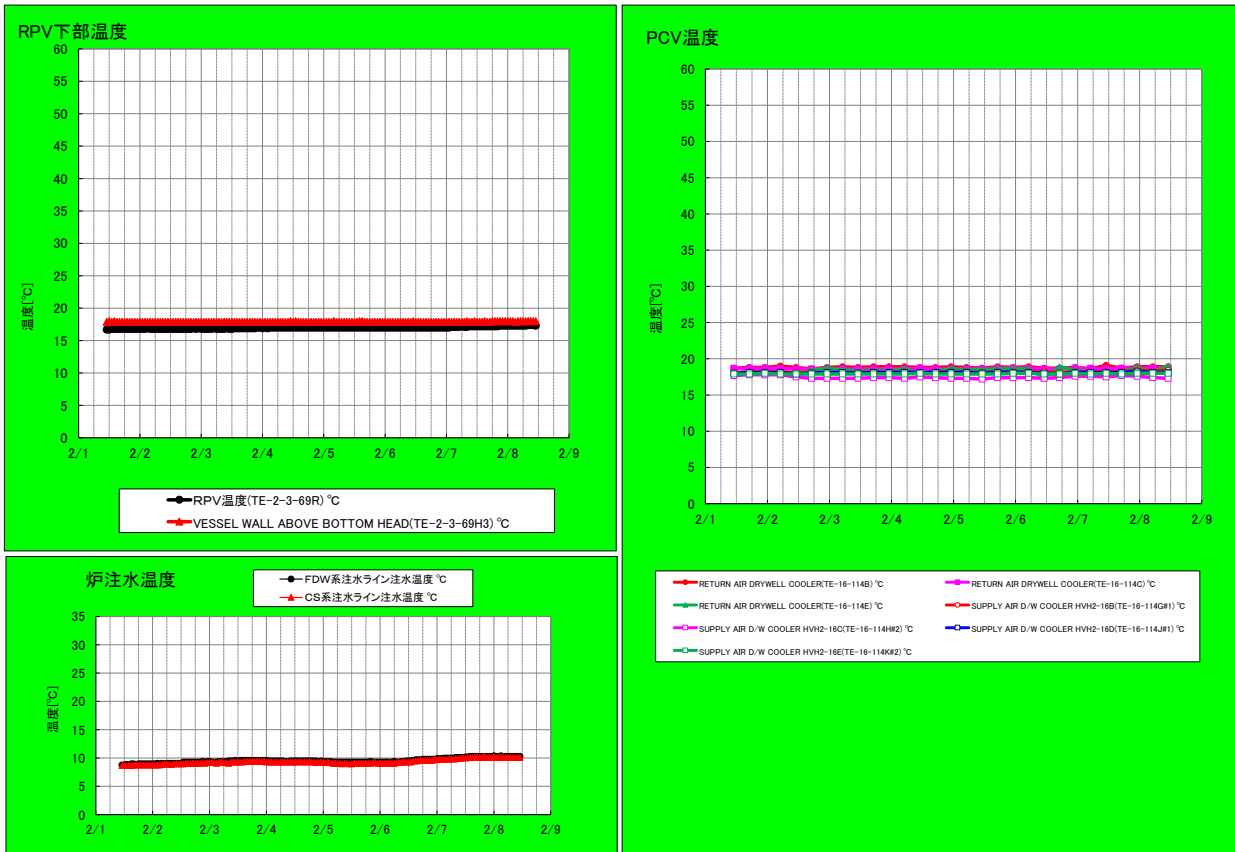 RPV下部温度
60
55
50
45
40
35
30
25
20
15
10
5
0
温度[℃]
2/1 2/2 2/3 2/4 2/5 2/6 2/7 2/8 2/9
RPV温度(TE-2-3-69R) ℃
VESSEL WALL ABOVE BOTTOM HEAD(TE-2-3-69H3) ℃
炉注水温度
FDW系注水ライン注水温度 ℃
CS系注水ライン注水温度 ℃
35
30
25
20
15
10
5
0
温度[℃]
2/1 2/2 2/3 2/4 2/5 2/6 2/7 2/8 2/9
PCV温度
60
55
50
45
40
35
30
25
20
15
10
5
0
温度[℃]
2/1 2/2 2/3 2/4 2/5 2/6 2/7 2/8 2/9
RETURN AIR DRYWELL COOLER(TE-16-114B) ℃
RETURN AIR DRYWELL COOLER(TE-16-114C) ℃
RETURN AIR DRYWELL COOLER(TE-16-114E) ℃
SUPPLY AIR D/W COOLER HVH2-16B(TE-16-114G#1) ℃
SUPPLY AIR D/W COOLER HVH2-16C(TE-16-114H#2) ℃
SUPPLY AIR D/W COOLER HVH2-16D(TE-16-114J#1) ℃
SUPPLY AIR D/W COOLER HVH2-16E(TE-16-114K#2) ℃